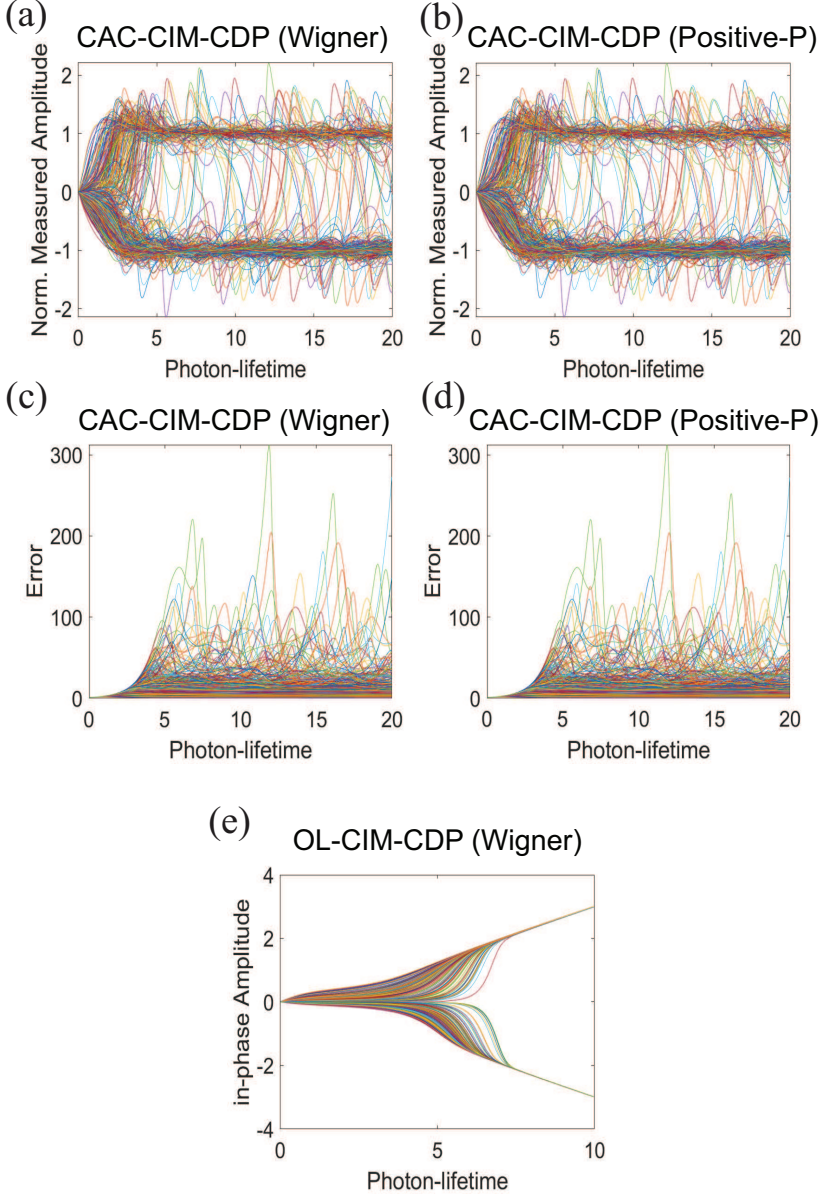 (a)
CAC-CIM-CDP (Wigner)
Norm. Measured Amplitude
2
1
0
-1
-2
0 5 10 15 20
Photon-lifetime
(b)
CAC-CIM-CDP (Positive-P)
Norm. Measured Amplitude
2
1
0
-1
-2
0 5 10 15 20
Photon-lifetime
(c)
CAC-CIM-CDP (Wigner)
Error
300
200
100
0
0 5 10 15 20
Photon-lifetime
(d)
CAC-CIM-CDP (Positive-P)
Error
300
200
100
0
0 5 10 15 20
Photon-lifetime
(e)
OL-CIM-CDP (Wigner)
in-phase Amplitude
4
2
0
-2
-4
0 5 10
Photon-lifetime